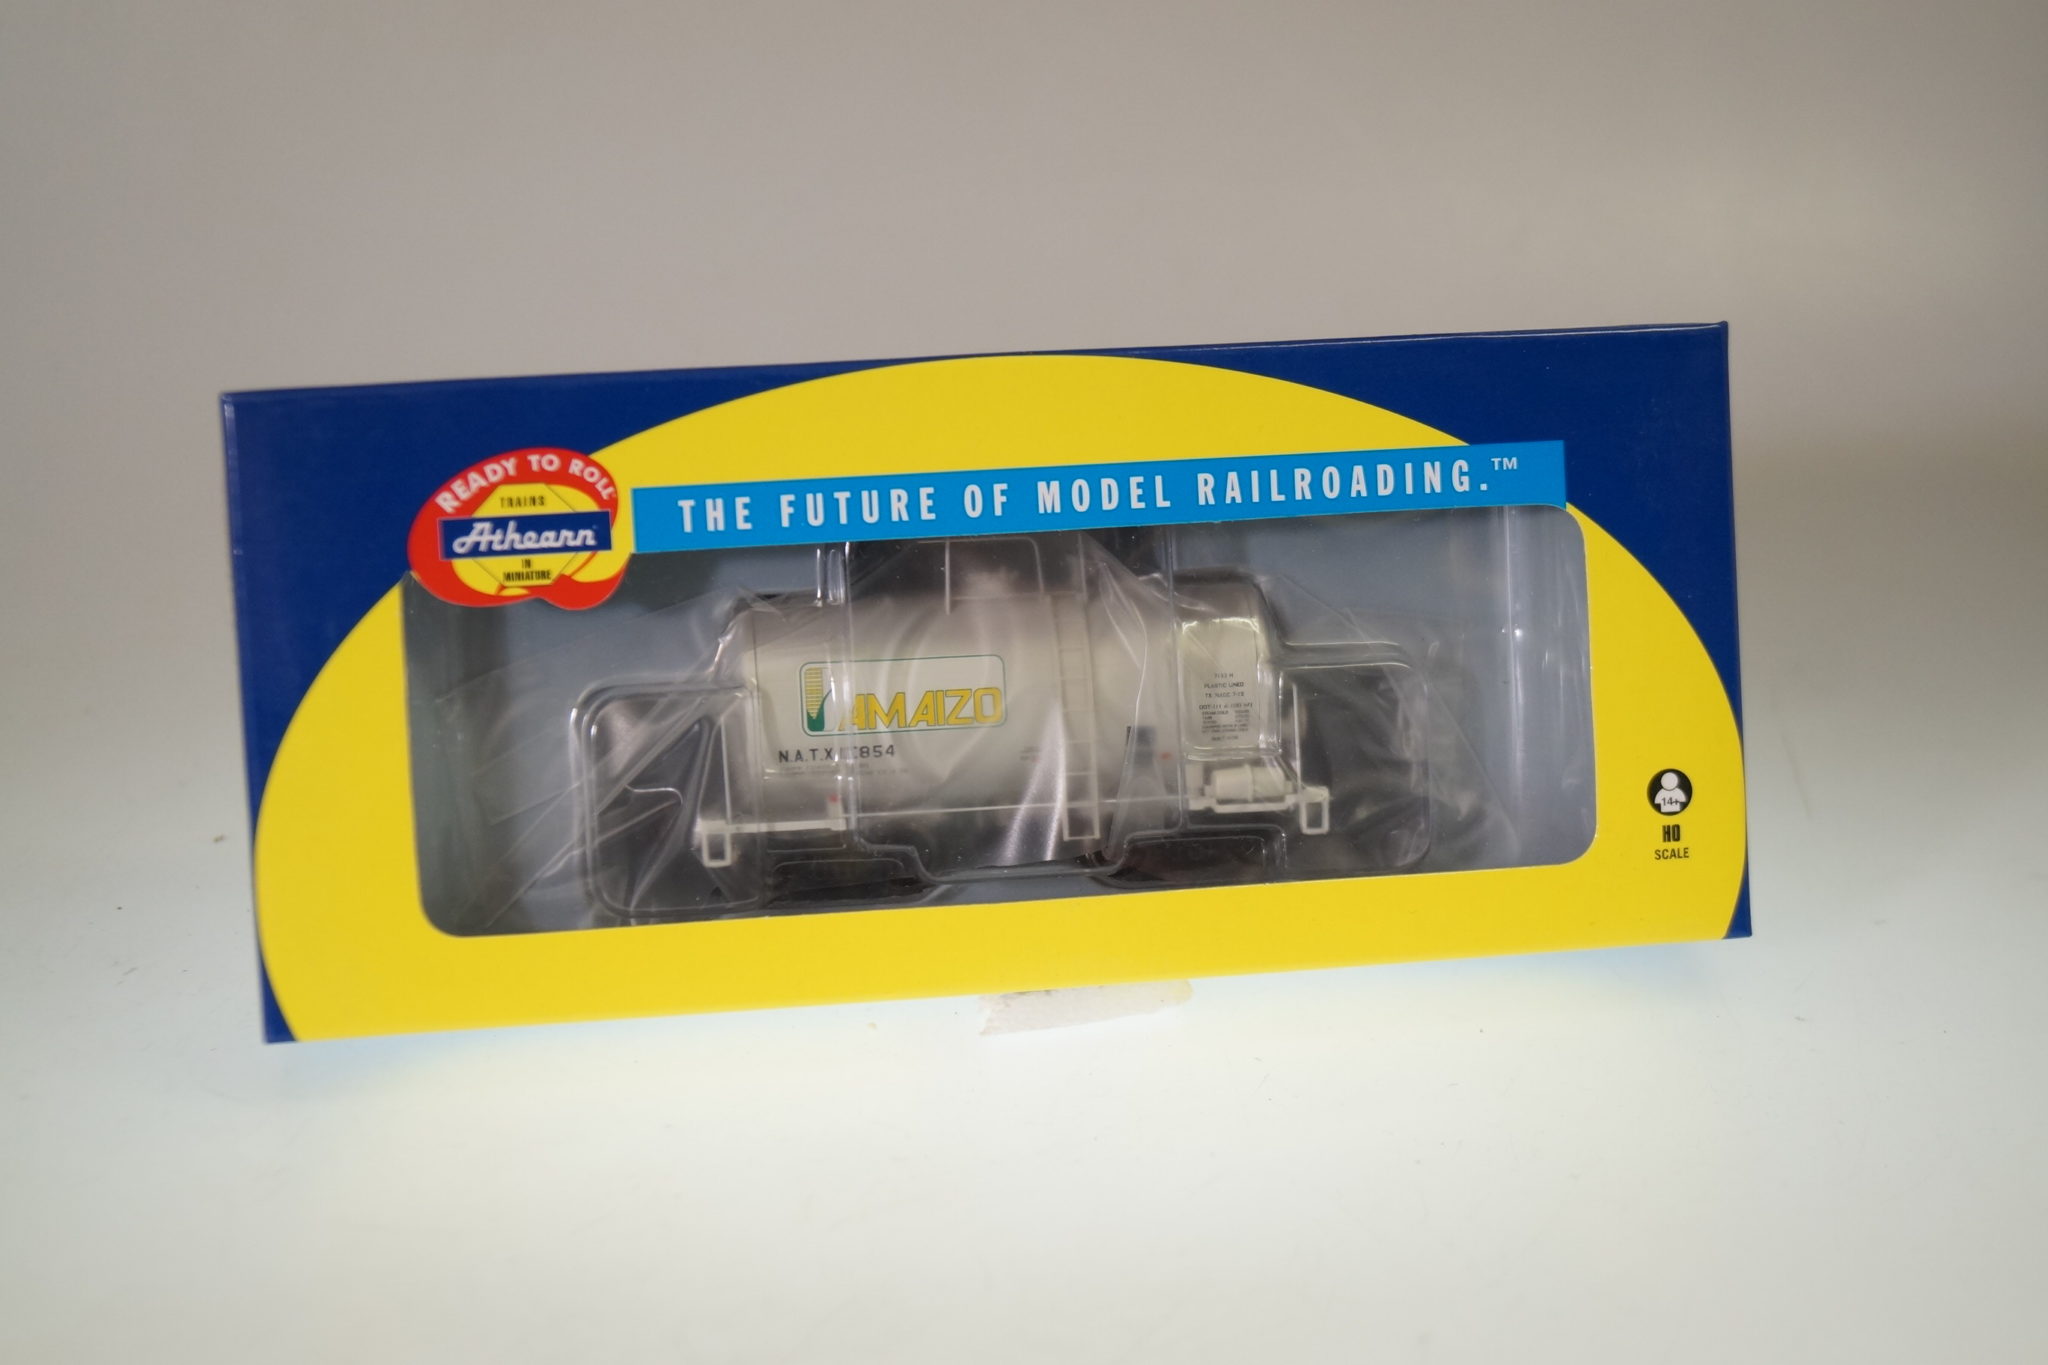 READY TO ROLL
TRAINS
Athearn
IN
MINIATURE
THE FUTURE OF MODEL RAILROADING.™
AMAIZO
N.A.T.X.
PLASTIC LINED
14+
HO
SCALE